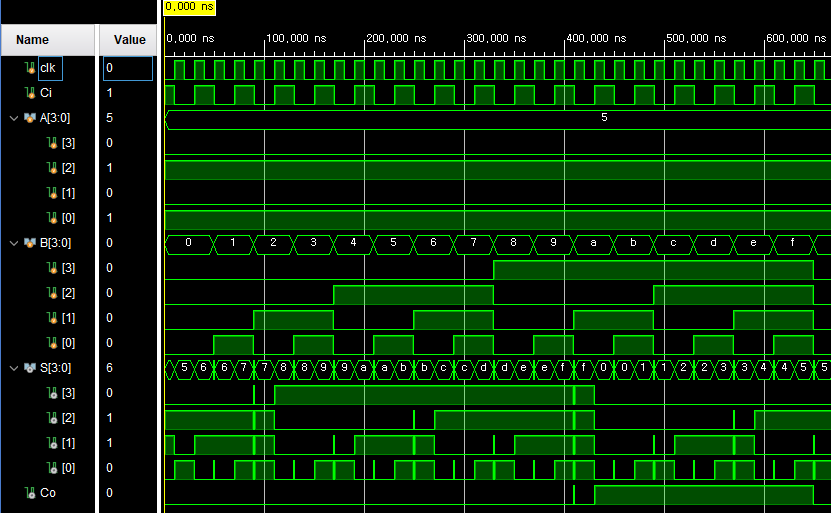 0,000 ns
Name Value 0,000 ns 100,000 ns 200,000 ns 300,000 ns 400,000 ns 500,000 ns 600,000 ns
clk 0
Ci 1
A[3:0] 5 5
[3] 0
[2] 1
[1] 0
[0] 1
B[3:0] 0 0 1 2 3 4 5 6 7 8 9 a b c d e f
[3] 0
[2] 0
[1] 0
[0] 0
S[3:0] 6 5 6 6 7 7 8 8 9 9 a a b b c c d d e e f f 0 0 1 1 2 2 3 3 4 4 5 5
[3] 0
[2] 1
[1] 1
[0] 0
Co 0